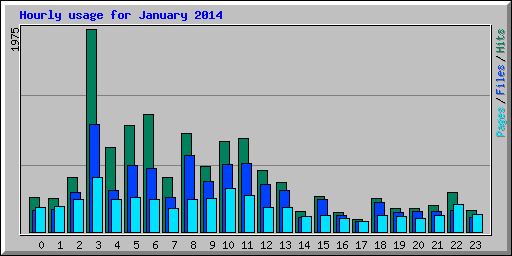 Hourly usage for January 2014
1975
Pages / Files / Hits
0 1 2 3 4 5 6 7 8 9 10 11 12 13 14 15 16 17 18 19 20 21 22 23